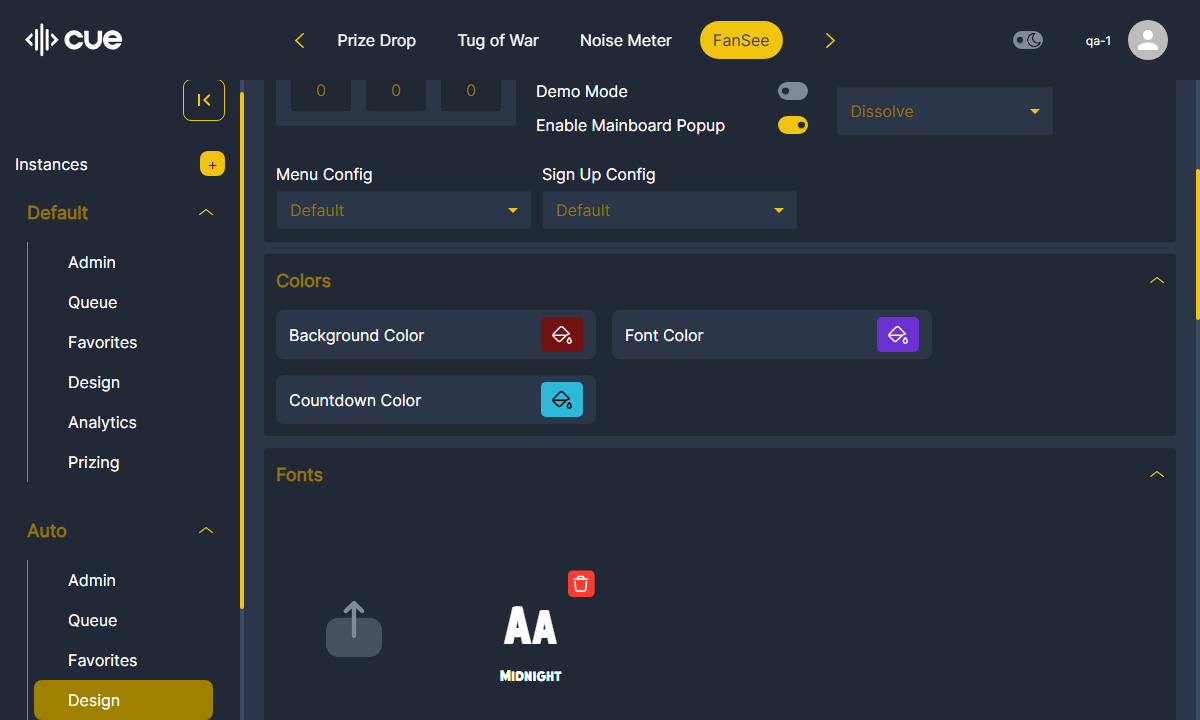 cue
Prize Drop
Tug of War
Noise Meter
FanSee
qa-1
Instances
+
Default
Admin
Queue
Favorites
Design
Analytics
Prizing
Auto
Admin
Queue
Favorites
Design
0 0 0
Demo Mode
Enable Mainboard Popup
Dissolve
Menu Config
Default
Sign Up Config
Default
Colors
Background Color
Font Color
Countdown Color
Fonts
AA
Midnight